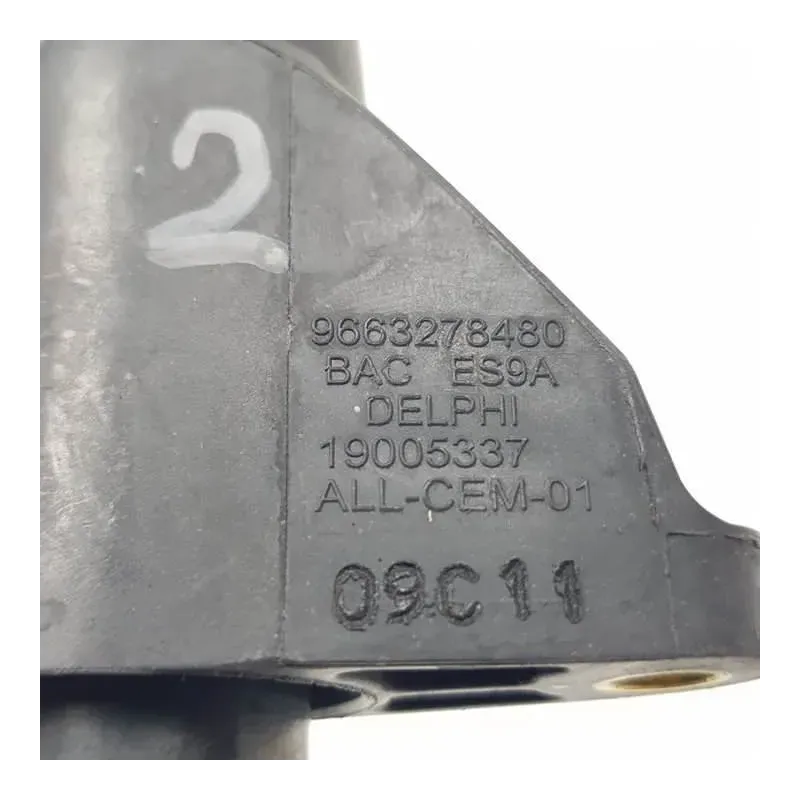 2
9663278480
BAC ES9A
DELPHI
19005337
ALL-CEM-01
09C11